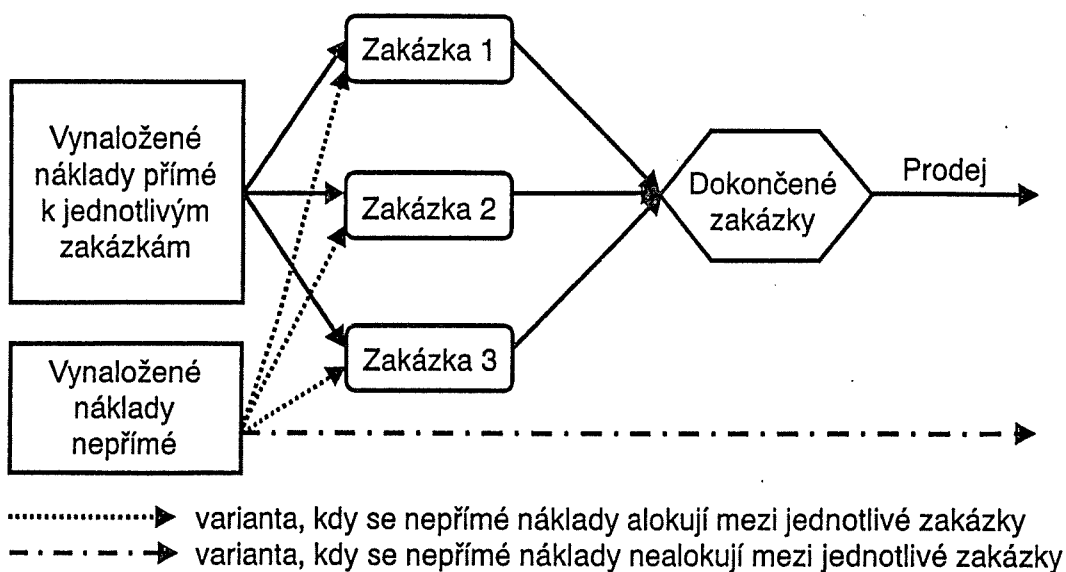 Zakázka 1
Vynaložené
náklady přímé
k jednotlivým
zakázkám
Zakázka 2
Dokončené
zakázky
Prodej
Zakázka 3
Vynaložené
náklady
nepřímé
varianta, kdy se nepřímé náklady alokují mezi jednotlivé zakázky
varianta, kdy se nepřímé náklady nealokují mezi jednotlivé zakázky